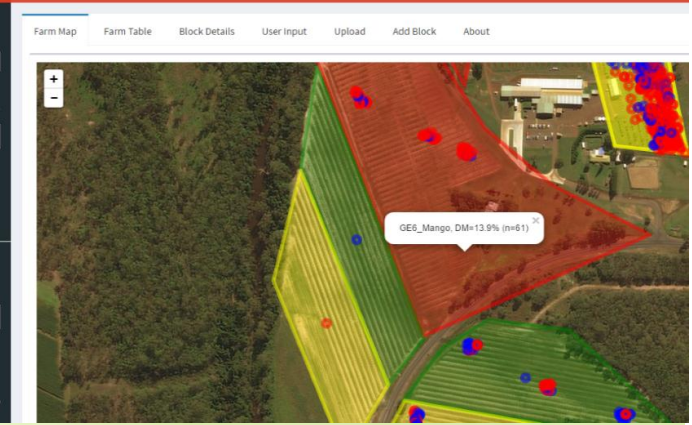 Farm Map
Farm Table
Block Details
User Input
Upload
Add Block
About
+
−
GE6_Mango, DM=13.9% (n=61)
×